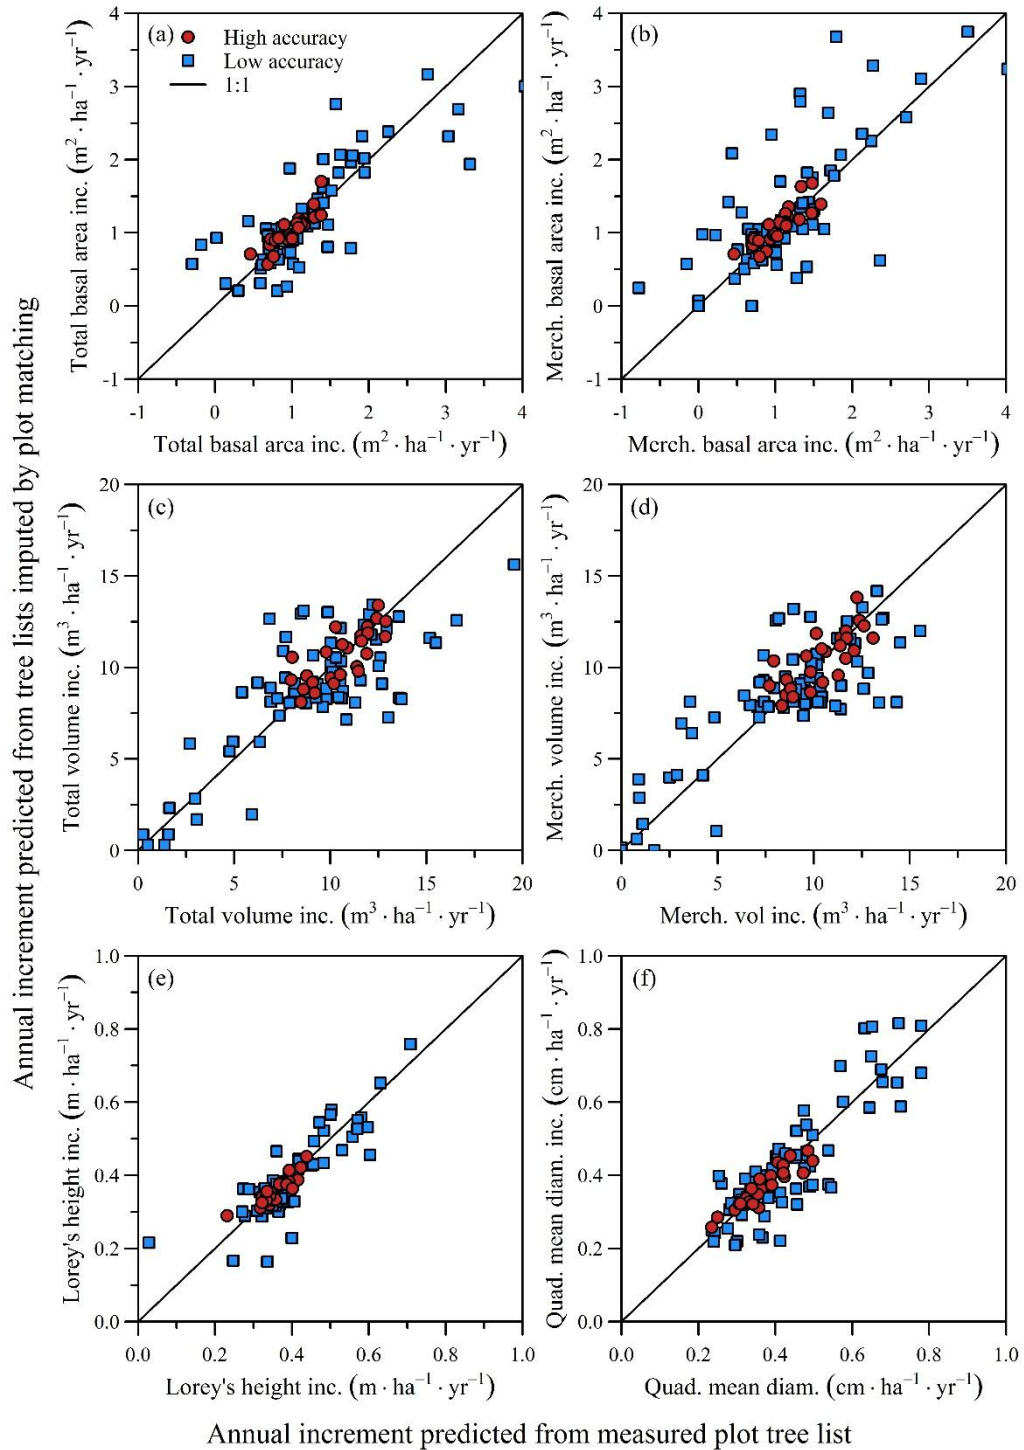 Annual increment predicted from tree lists imputed by plot matching
(a)
High accuracy
Low accuracy
1:1
Total basal area inc. (m² · ha⁻¹ · yr⁻¹)
4
3
2
1
0
-1
-1 0 1 2 3 4
Total basal area inc. (m² · ha⁻¹ · yr⁻¹)
(b)
Merch. basal area inc. (m² · ha⁻¹ · yr⁻¹)
4
3
2
1
0
-1
-1 0 1 2 3 4
Merch. basal area inc. (m² · ha⁻¹ · yr⁻¹)
(c)
Total volume inc. (m³ · ha⁻¹ · yr⁻¹)
20
15
10
5
0
0 5 10 15 20
Total volume inc. (m³ · ha⁻¹ · yr⁻¹)
(d)
Merch. volume inc. (m³ · ha⁻¹ · yr⁻¹)
20
15
10
5
0
0 5 10 15 20
Merch. vol inc. (m³ · ha⁻¹ · yr⁻¹)
(e)
Lorey's height inc. (m · ha⁻¹ · yr⁻¹)
1.0
0.8
0.6
0.4
0.2
0.0
0.0 0.2 0.4 0.6 0.8 1.0
Lorey's height inc. (m · ha⁻¹ · yr⁻¹)
(f)
Quad. mean diam. inc. (cm · ha⁻¹ · yr⁻¹)
1.0
0.8
0.6
0.4
0.2
0.0
0.0 0.2 0.4 0.6 0.8 1.0
Quad. mean diam. (cm · ha⁻¹ · yr⁻¹)
Annual increment predicted from measured plot tree list